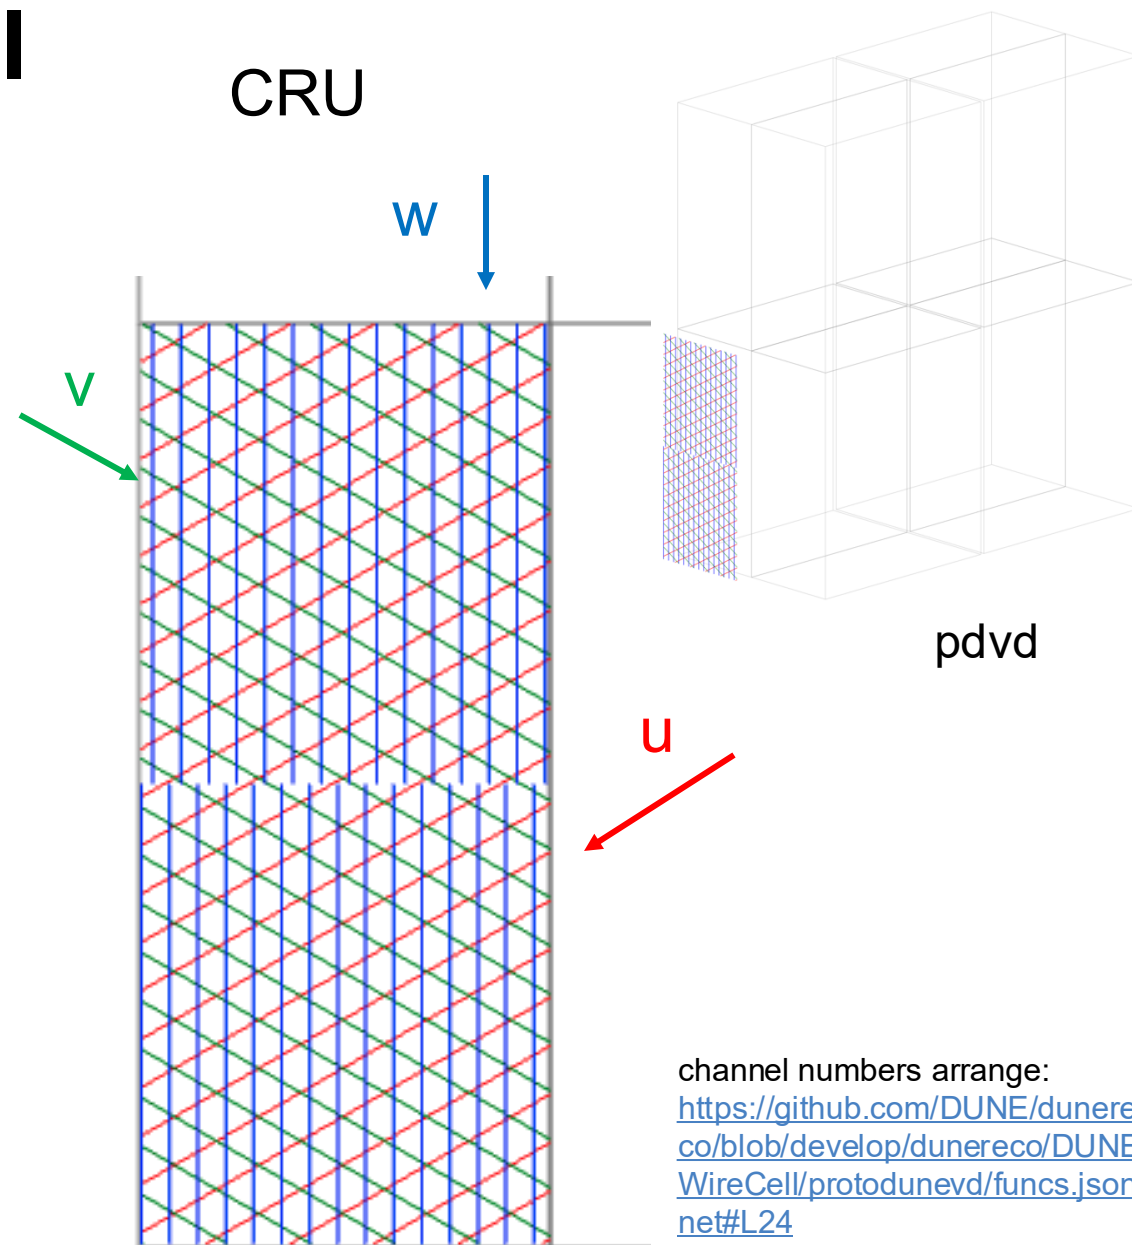 CRU
w
v
u
pdvd
channel numbers arrange:
https://github.com/DUNE/dunere
co/blob/develop/dunereco/DUNE
WireCell/protodunevd/funcs.json
net#L24